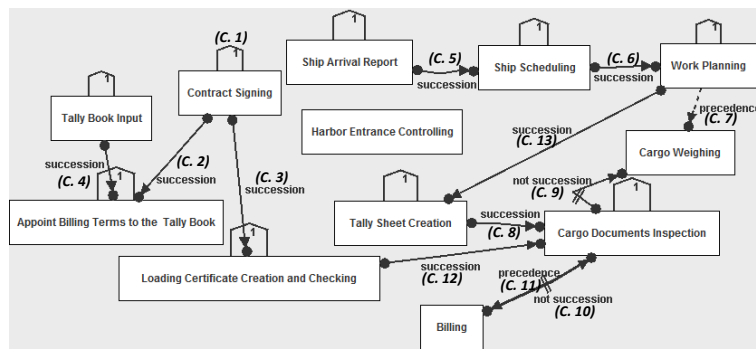 1
(C. 1)
1
1
1
1
1
Ship Arrival Report
(C. 5)
succession
Ship Scheduling
(C. 6)
succession
Work Planning
Contract Signing
Tally Book Input
Harbor Entrance Controlling
succession
(C. 13)
precedence
(C. 7)
Cargo Weighing
succession
(C. 4)
(C. 2)
succession
(C. 3)
succession
not succession
(C. 9)
1
1
1
1
Appoint Billing Terms to the Tally Book
Tally Sheet Creation
succession
(C. 8)
Cargo Documents Inspection
Loading Certificate Creation and Checking
succession
(C. 12)
precedence
(C. 11)
not succession
(C. 10)
Billing